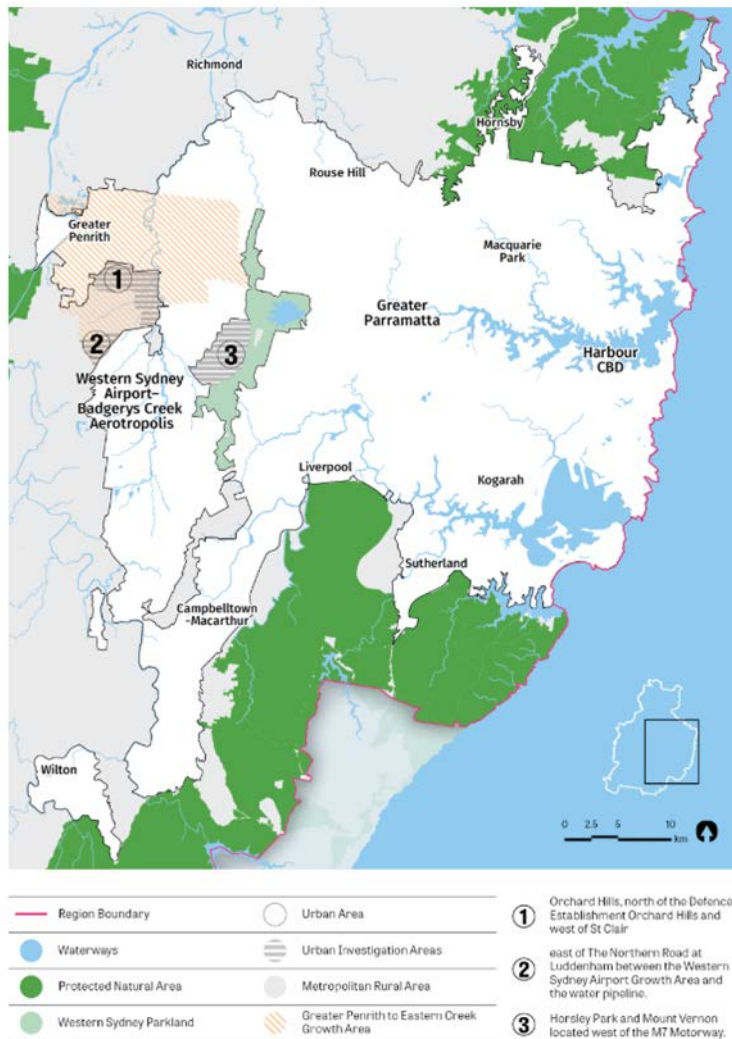 Richmond
Hornsby
Rouse Hill
Greater
Penrith
Macquarie
Park
1
Greater
Parramatta
2
3
Harbour
CBD
Western Sydney
Airport–
Badgerys Creek
Aerotropolis
Liverpool
Kogarah
Sutherland
Campbelltown
-Macarthur
Wilton
0 2.5 5 10
km
Region Boundary
Waterways
Protected Natural Area
Western Sydney Parkland
Urban Area
Urban Investigation Areas
Metropolitan Rural Area
Greater Penrith to Eastern Creek
Growth Area
1
Orchard Hills, north of the Defence
Establishment Orchard Hills and
west of St Clair
2
east of The Northern Road at
Luddenham between the Western
Sydney Airport Growth Area and
the water pipeline.
3
Horsley Park and Mount Vernon
located west of the M7 Motorway.